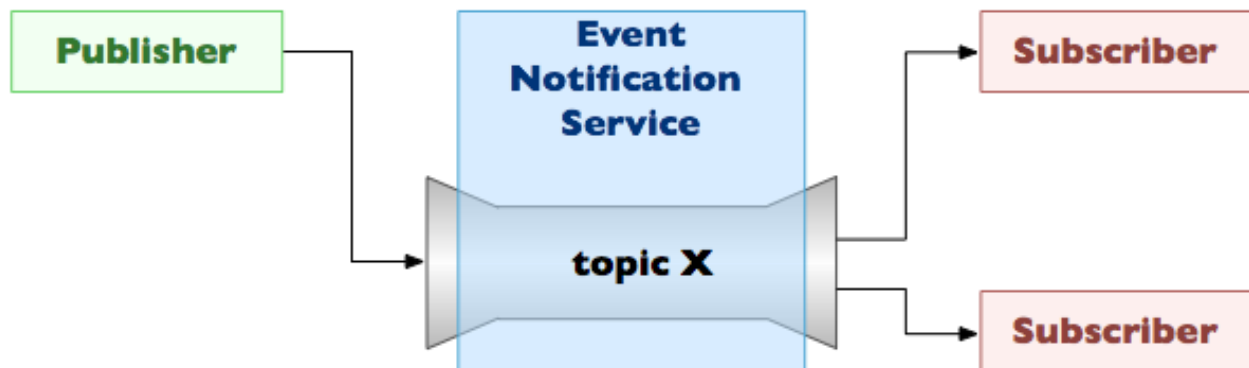 Publisher
Event
Notification
Service
topic X
Subscriber
Subscriber